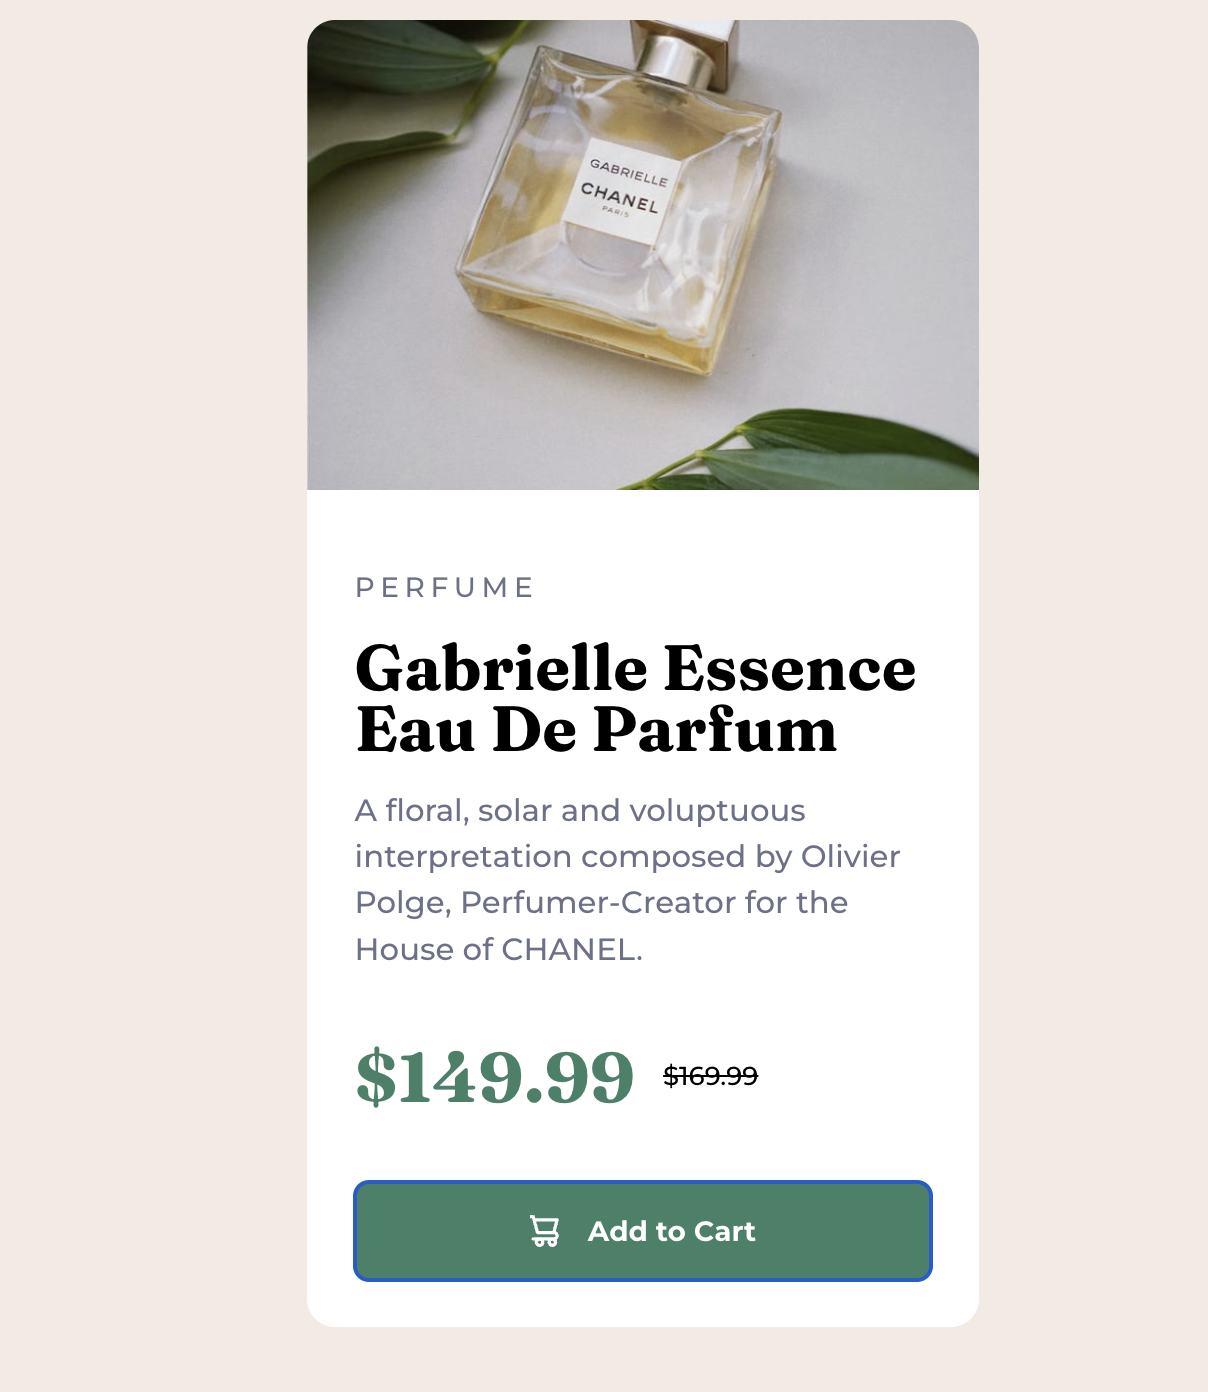 GABRIELLE
CHANEL
PARIS
PERFUME
Gabrielle Essence
Eau De Parfum
A floral, solar and voluptuous
interpretation composed by Olivier
Polge, Perfumer-Creator for the
House of CHANEL.
$149.99 $169.99
Add to Cart